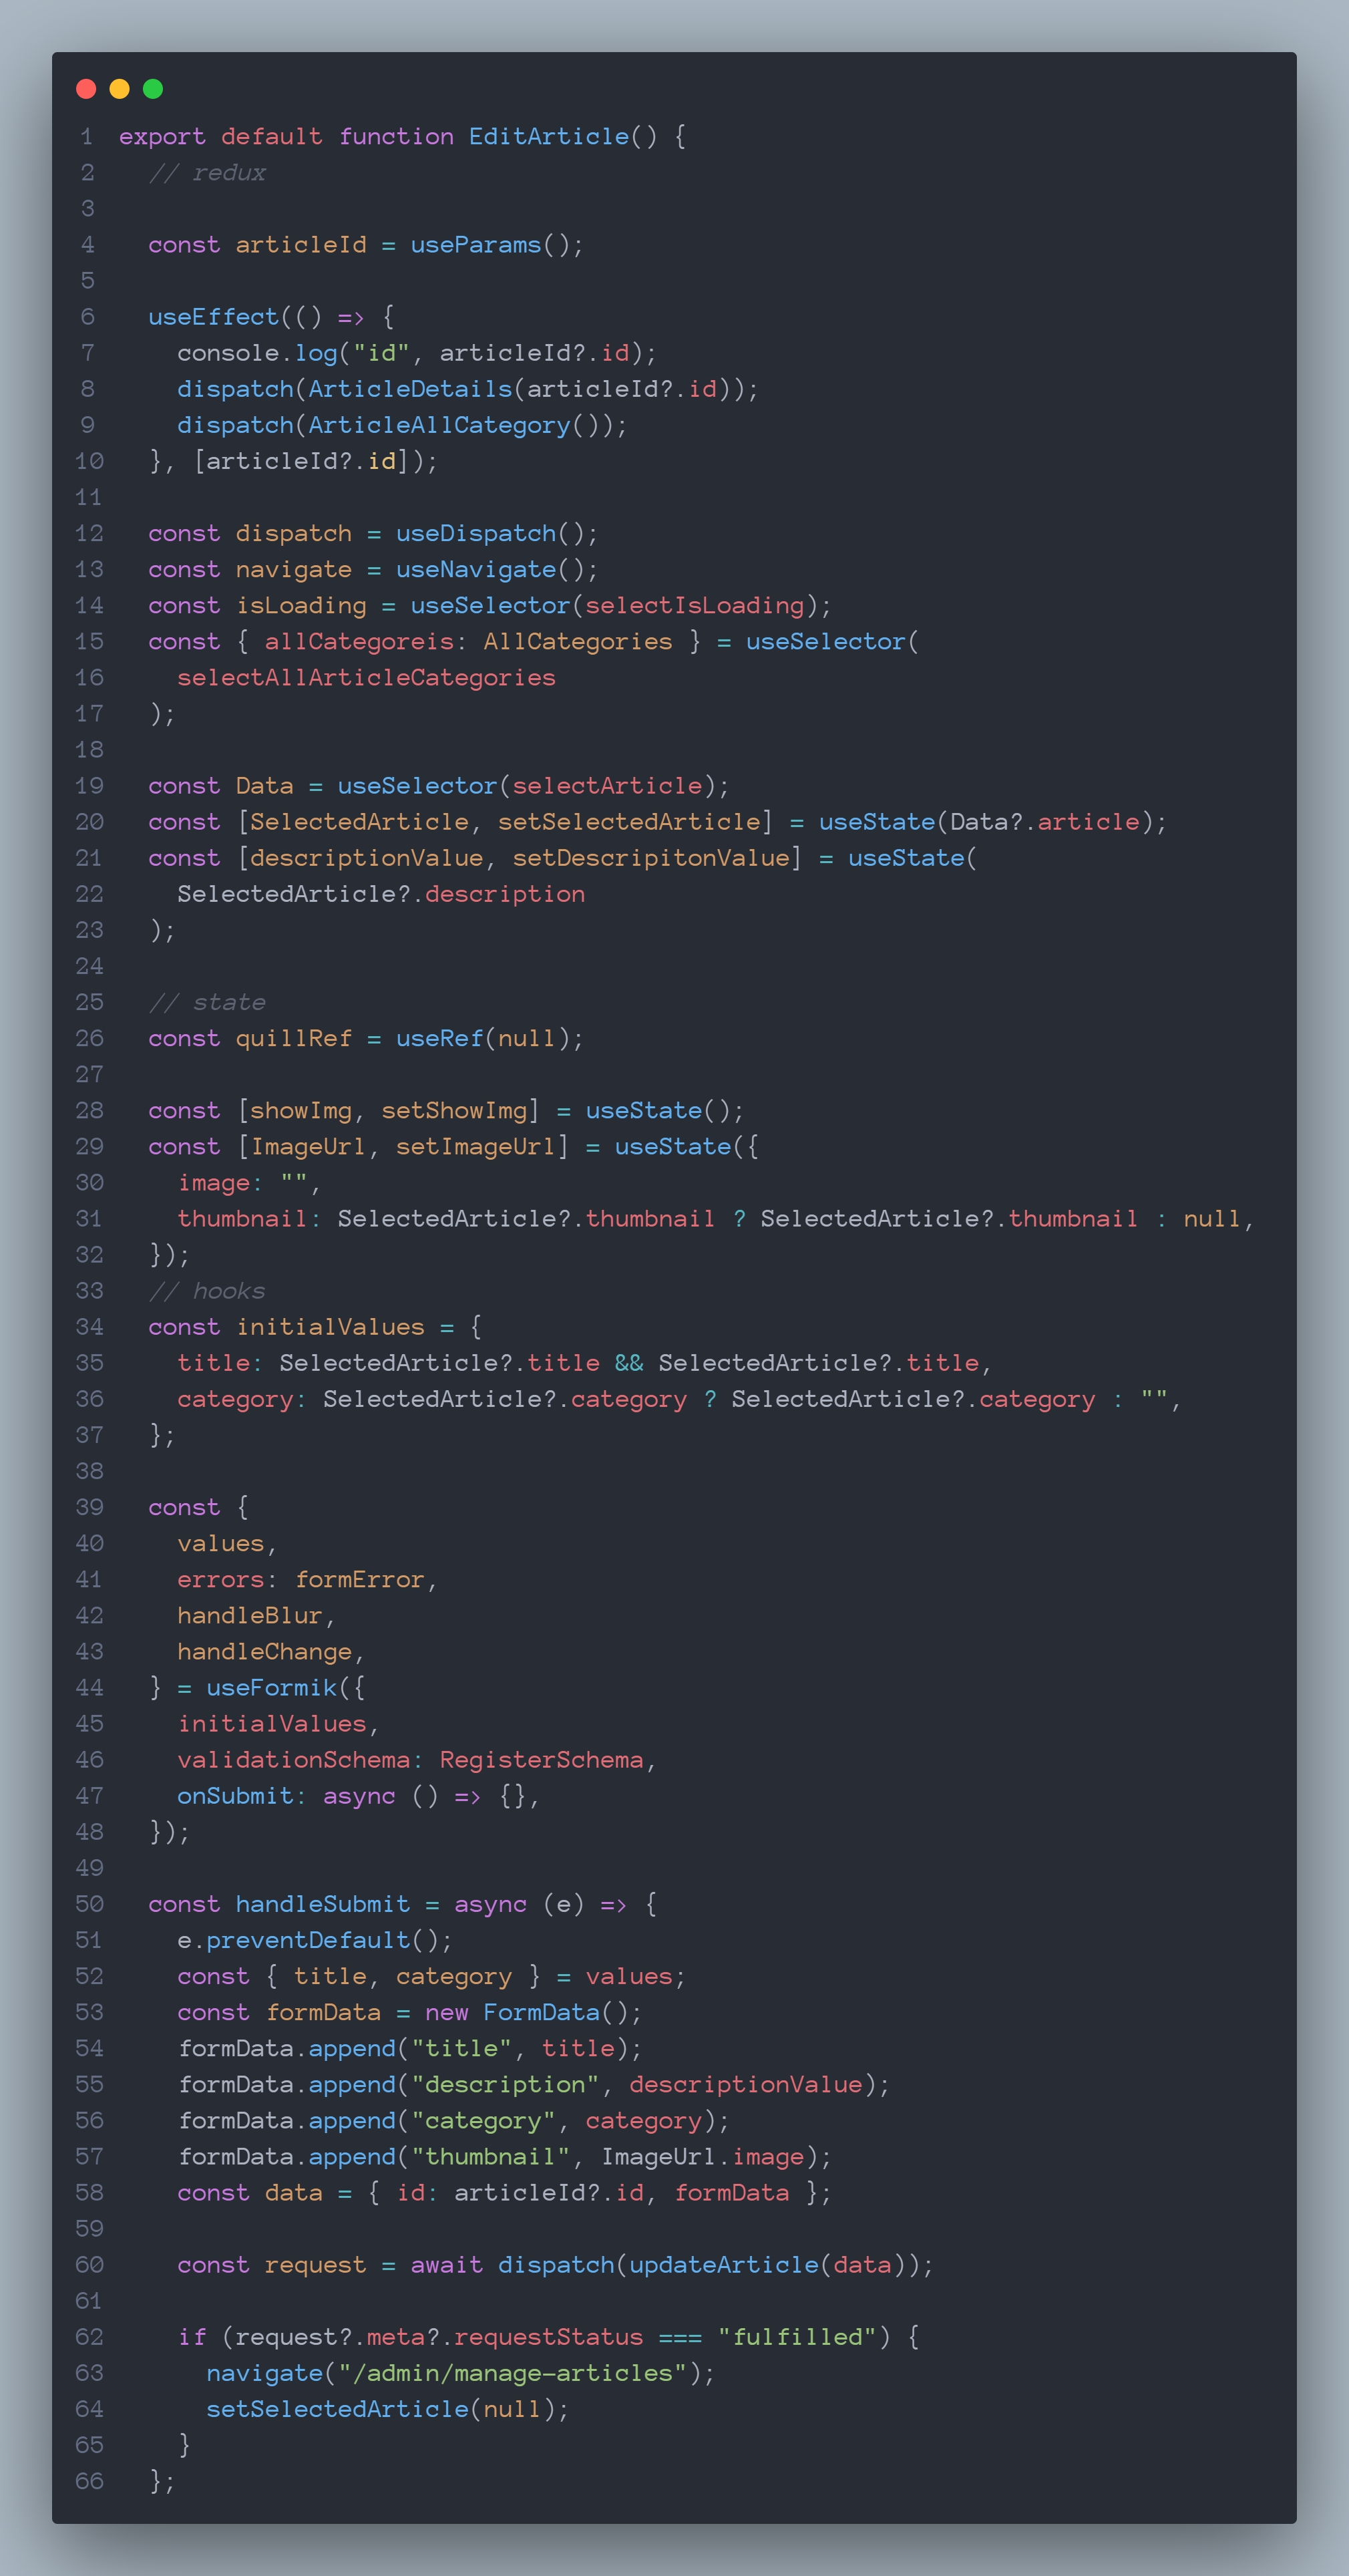 1 export default function EditArticle() {
2   // redux
3
4   const articleId = useParams();
5
6   useEffect(() => {
7     console.log("id", articleId?.id);
8     dispatch(ArticleDetails(articleId?.id));
9     dispatch(ArticleAllCategory());
10   }, [articleId?.id]);
11
12   const dispatch = useDispatch();
13   const navigate = useNavigate();
14   const isLoading = useSelector(selectIsLoading);
15   const { allCategoreis: AllCategories } = useSelector(
16     selectAllArticleCategories
17   );
18
19   const Data = useSelector(selectArticle);
20   const [SelectedArticle, setSelectedArticle] = useState(Data?.article);
21   const [descriptionValue, setDescripitonValue] = useState(
22     SelectedArticle?.description
23   );
24
25   // state
26   const quillRef = useRef(null);
27
28   const [showImg, setShowImg] = useState();
29   const [ImageUrl, setImageUrl] = useState({
30     image: "",
31     thumbnail: SelectedArticle?.thumbnail ? SelectedArticle?.thumbnail : null,
32   });
33   // hooks
34   const initialValues = {
35     title: SelectedArticle?.title && SelectedArticle?.title,
36     category: SelectedArticle?.category ? SelectedArticle?.category : "",
37   };
38
39   const {
40     values,
41     errors: formError,
42     handleBlur,
43     handleChange,
44   } = useFormik({
45     initialValues,
46     validationSchema: RegisterSchema,
47     onSubmit: async () => {},
48   });
49
50   const handleSubmit = async (e) => {
51     e.preventDefault();
52     const { title, category } = values;
53     const formData = new FormData();
54     formData.append("title", title);
55     formData.append("description", descriptionValue);
56     formData.append("category", category);
57     formData.append("thumbnail", ImageUrl.image);
58     const data = { id: articleId?.id, formData };
59
60     const request = await dispatch(updateArticle(data));
61
62     if (request?.meta?.requestStatus === "fulfilled") {
63       navigate("/admin/manage-articles");
64       setSelectedArticle(null);
65     }
66   };